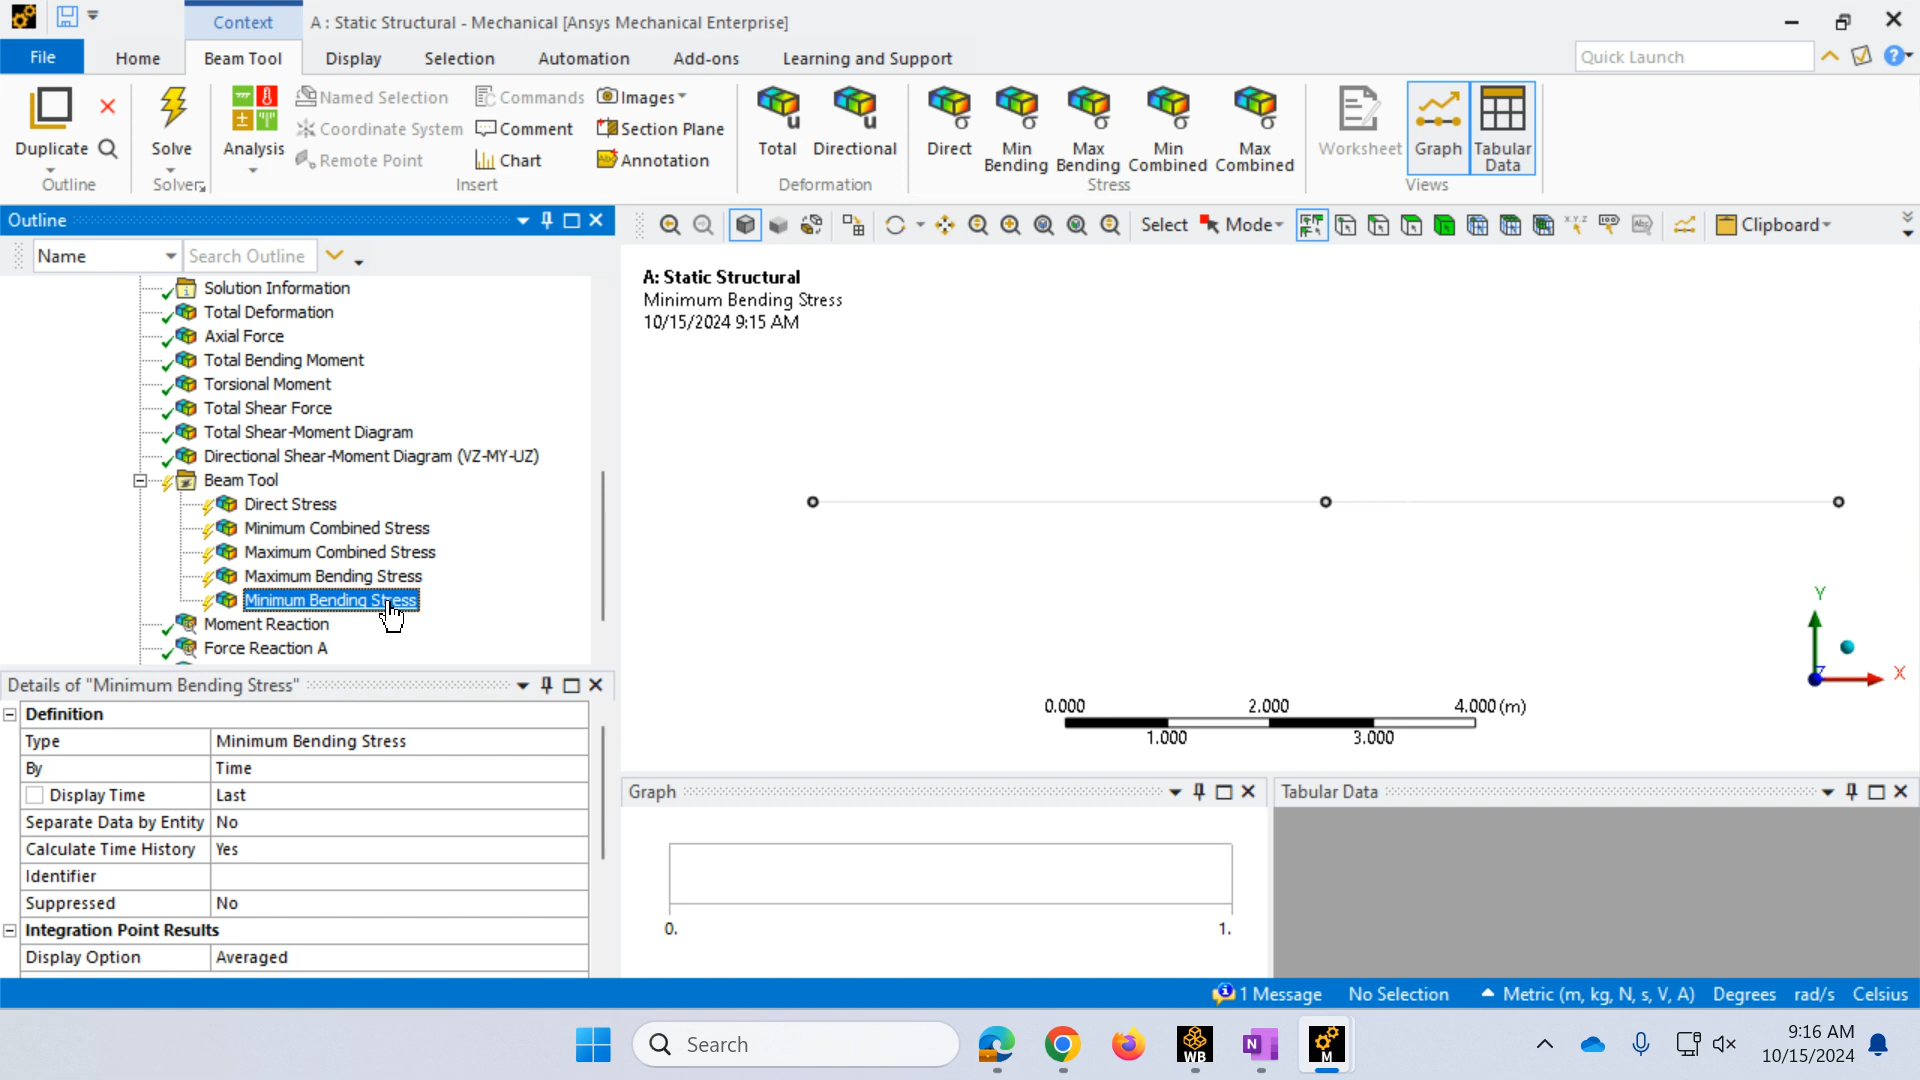 Context
A : Static Structural - Mechanical [Ansys Mechanical Enterprise]
File
Home
Beam Tool
Display
Selection
Automation
Add-ons
Learning and Support
Quick Launch
Duplicate
Outline
Solve
Solver
Analysis
Named Selection
Coordinate System
Remote Point
Commands
Comment
Chart
Images
Section Plane
Annotation
Insert
Total
Directional
Deformation
Direct
Min Bending
Max Bending
Min Combined
Max Combined
Stress
Worksheet
Graph
Tabular Data
Views
Outline
Name
Search Outline
Select
Mode
Clipboard
Solution Information
Total Deformation
Axial Force
Total Bending Moment
Torsional Moment
Total Shear Force
Total Shear-Moment Diagram
Directional Shear-Moment Diagram (VZ-MY-UZ)
Beam Tool
Direct Stress
Minimum Combined Stress
Maximum Combined Stress
Maximum Bending Stress
Minimum Bending Stress
Moment Reaction
Force Reaction A
A: Static Structural
Minimum Bending Stress
10/15/2024 9:15 AM
Y
Z
X
0.000 2.000 4.000 (m)
1.000 3.000
Details of "Minimum Bending Stress"
Definition
Type Minimum Bending Stress
By Time
Display Time Last
Separate Data by Entity No
Calculate Time History Yes
Identifier
Suppressed No
Integration Point Results
Display Option Averaged
Graph
0. 1.
Tabular Data
1 Message
No Selection
Metric (m, kg, N, s, V, A)
Degrees
rad/s
Celsius
Search
WB
N
M
9:16 AM
10/15/2024